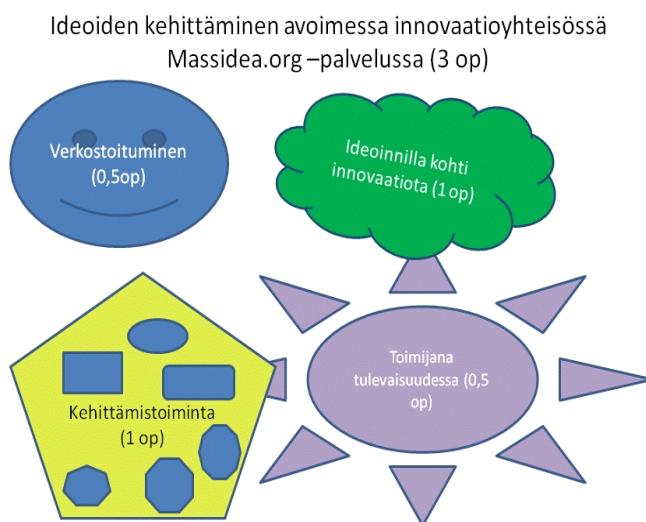 Ideoiden kehittäminen avoimessa innovaatioyhteisössä
Massidea.org –palvelussa (3 op)
Verkostoituminen
(0,5op)
Ideoinnilla kohti
innovaatiota (1 op)
Kehittämistoiminta
(1 op)
Toimijana
tulevaisuudessa (0,5
op)